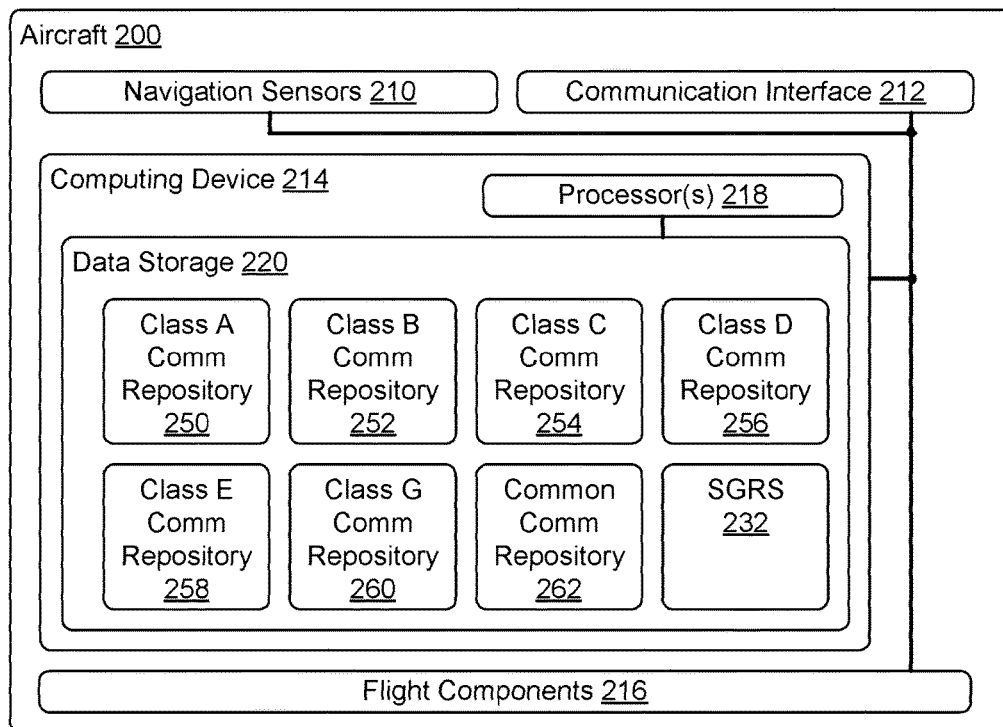 Aircraft 200
Navigation Sensors 210
Communication Interface 212
Computing Device 214
Processor(s) 218
Data Storage 220
Class A
Comm
Repository
250
Class B
Comm
Repository
252
Class C
Comm
Repository
254
Class D
Comm
Repository
256
Class E
Comm
Repository
258
Class G
Comm
Repository
260
Common
Comm
Repository
262
SGRS
232
Flight Components 216